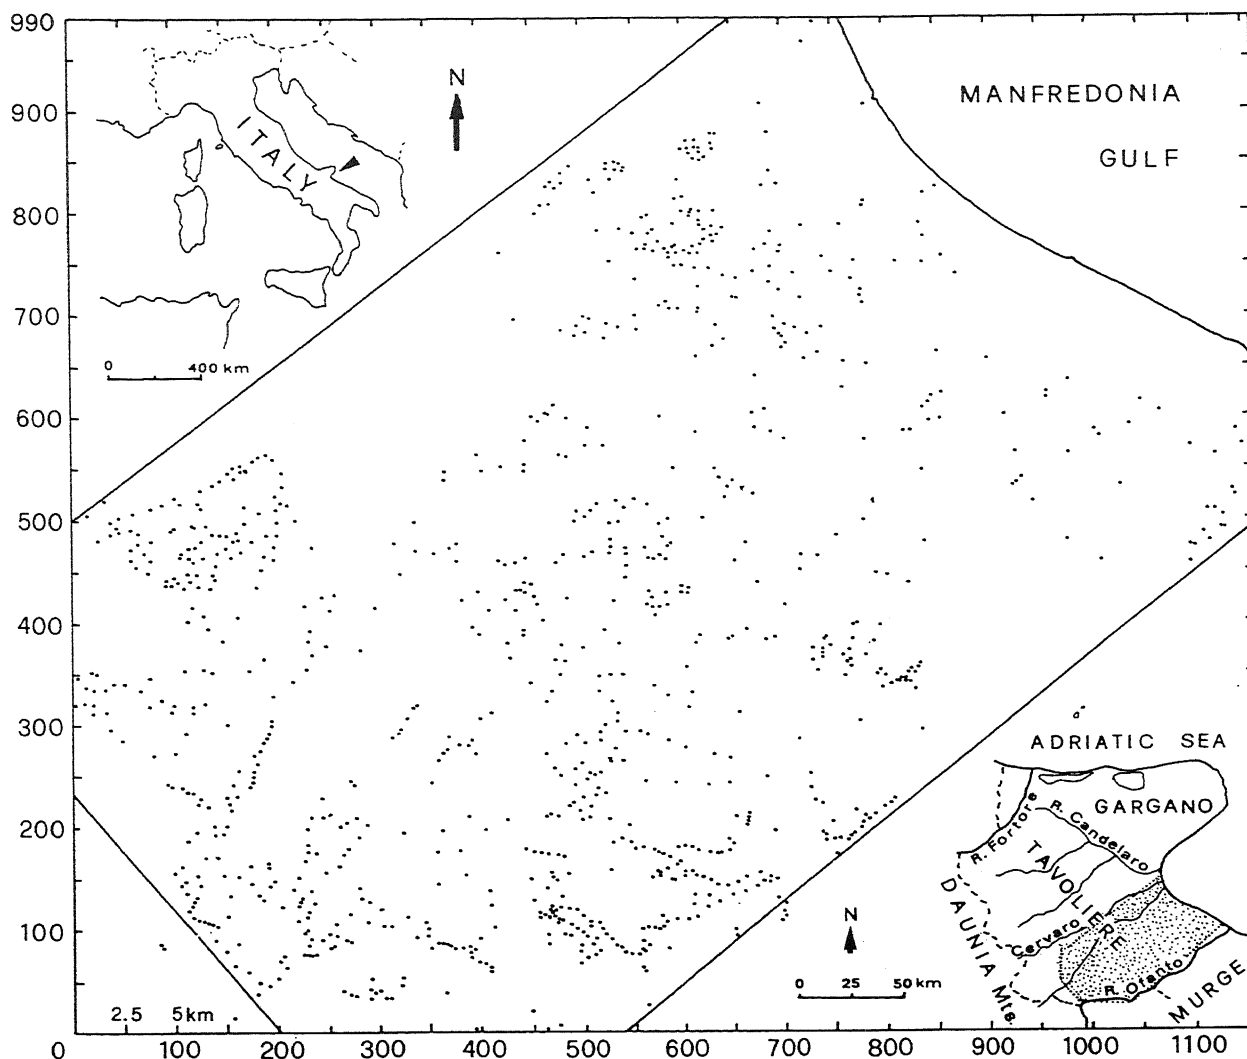 990
900
800
700
600
500
400
300
200
100
0
N
ITALY
0 400 km
MANFREDONIA
GULF
ADRIATIC SEA
GARGANO
R. Fortore
R. Candelaro
TAVOLIERE
DAUNIA Mts.
Cervaro
R. Ofanto
MURGE
N
0 25 50 km
2.5 5km
0 100 200 300 400 500 600 700 800 900 1000 1100